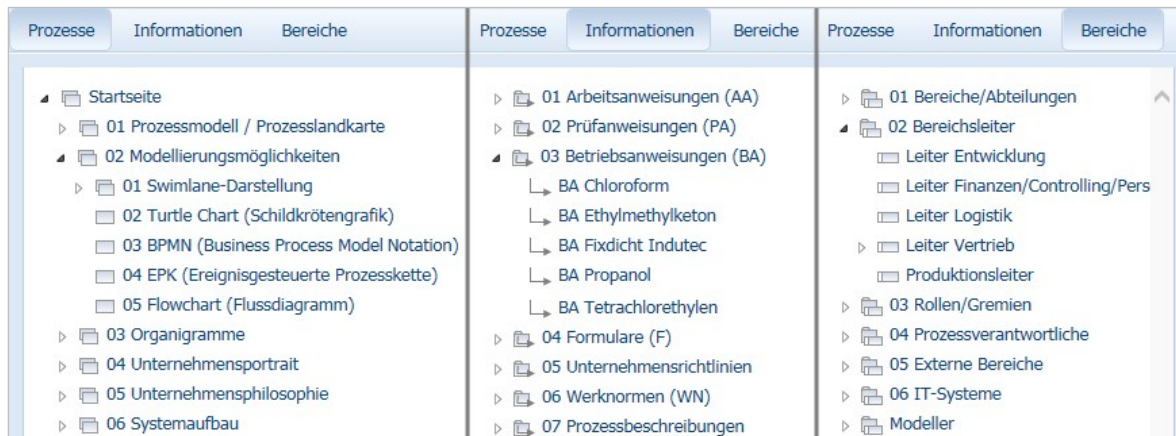 Prozesse Informationen Bereiche
Startseite
01 Prozessmodell / Prozesslandkarte
02 Modellierungsmöglichkeiten
01 Swimlane-Darstellung
02 Turtle Chart (Schildkrötengrafik)
03 BPMN (Business Process Model Notation)
04 EPK (Ereignisgesteuerte Prozesskette)
05 Flowchart (Flussdiagramm)
03 Organigramme
04 Unternehmensportrait
05 Unternehmensphilosophie
06 Systemaufbau
Prozesse Informationen Bereiche
01 Arbeitsanweisungen (AA)
02 Prüfanweisungen (PA)
03 Betriebsanweisungen (BA)
BA Chloroform
BA Ethylmethylketon
BA Fixdicht Indutec
BA Propanol
BA Tetrachlorethylen
04 Formulare (F)
05 Unternehmensrichtlinien
06 Werknormen (WN)
07 Prozessbeschreibungen
Prozesse Informationen Bereiche
01 Bereiche/Abteilungen
02 Bereichsleiter
Leiter Entwicklung
Leiter Finanzen/Controlling/Pers
Leiter Logistik
Leiter Vertrieb
Produktionsleiter
03 Rollen/Gremien
04 Prozessverantwortliche
05 Externe Bereiche
06 IT-Systeme
Modeller